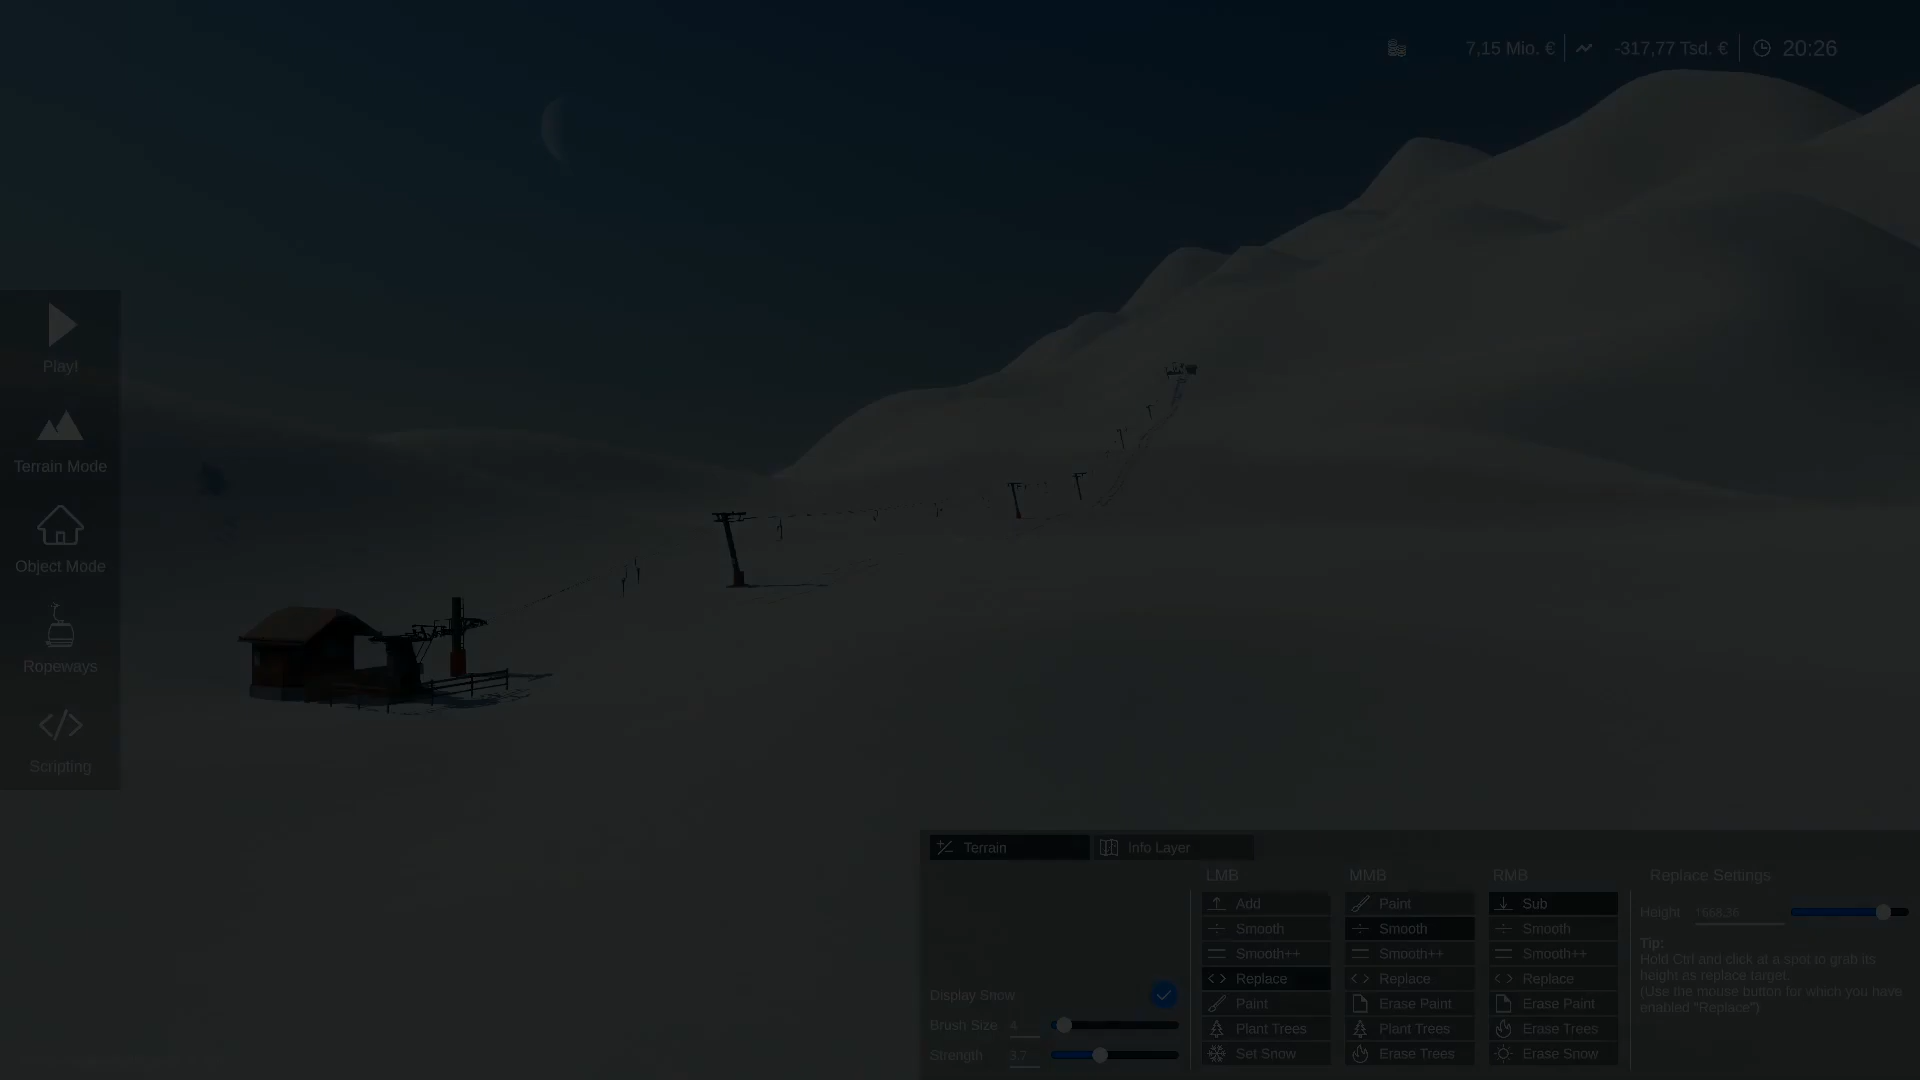 7,15 Mio. €
-317,77 Tsd. €
20:26
Play!
Terrain Mode
Object Mode
Ropeways
Scripting
Terrain
Info Layer
Display Snow
Brush Size 4
Strength 3.7
LMB
Add
Smooth
Smooth++
Replace
Paint
Plant Trees
Set Snow
MMB
Paint
Smooth
Smooth++
Replace
Erase Paint
Plant Trees
Erase Trees
RMB
Sub
Smooth
Smooth++
Replace
Erase Paint
Erase Trees
Erase Snow
Replace Settings
Height 1668,36
Tip:
Hold Ctrl and click at a spot to grab its
height as replace target.
(Use the mouse button for which you have
enabled "Replace")